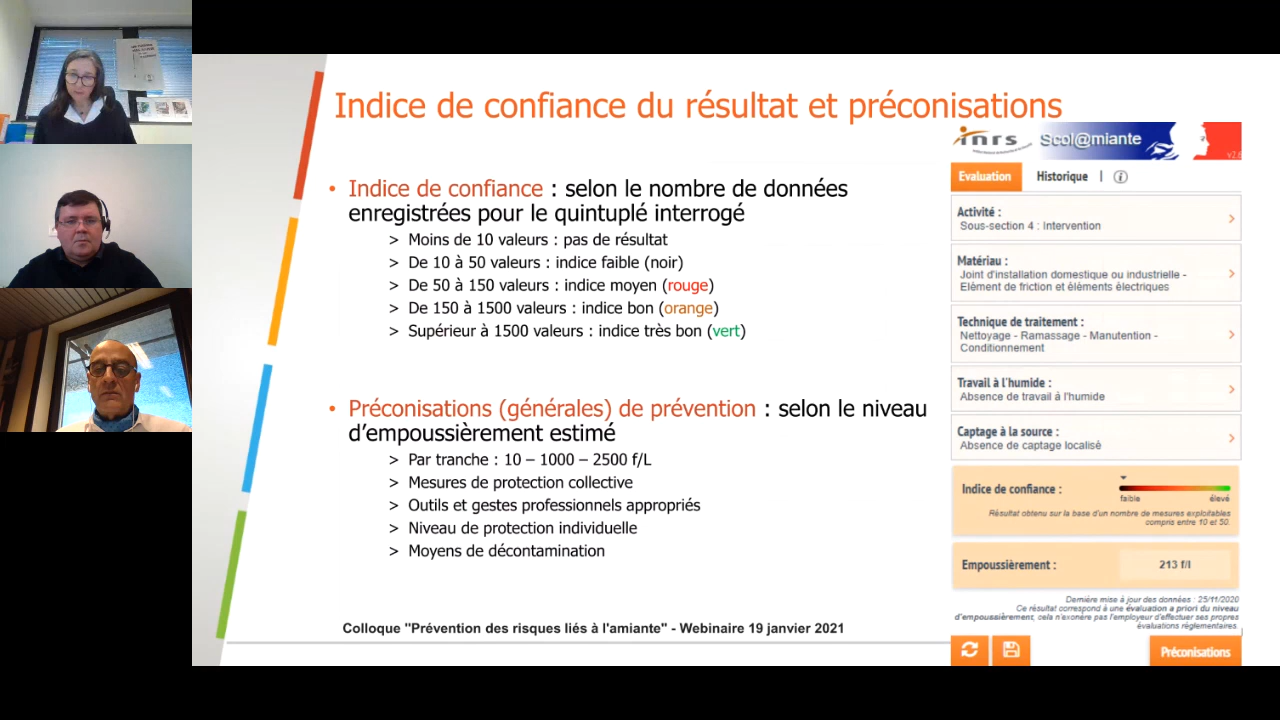 Indice de confiance du résultat et préconisations
• Indice de confiance : selon le nombre de données
enregistrées pour le quintuplé interrogé
> Moins de 10 valeurs : pas de résultat
> De 10 à 50 valeurs : indice faible (noir)
> De 50 à 150 valeurs : indice moyen (rouge)
> De 150 à 1500 valeurs : indice bon (orange)
> Supérieur à 1500 valeurs : indice très bon (vert)
• Préconisations (générales) de prévention : selon le niveau
d'empoussièrement estimé
> Par tranche : 10 – 1000 – 2500 f/L
> Mesures de protection collective
> Outils et gestes professionnels appropriés
> Niveau de protection individuelle
> Moyens de décontamination
Colloque "Prévention des risques liés à l'amiante" - Webinaire 19 janvier 2021
inrs Scol@miante
Evaluation Historique | i
Activité :
Sous-section 4 : Intervention
Matériau :
Joint d'installation domestique ou industrielle -
Elément de friction et éléments électriques
Technique de traitement :
Nettoyage - Ramassage - Manutention -
Conditionnement
Travail à l'humide :
Absence de travail à l'humide
Captage à la source :
Absence de captage localisé
Indice de confiance :
faible élevé
Résultat obtenu sur la base d'un nombre de mesures exploitables
compris entre 10 et 50.
Empoussièrement : 213 f/l
Dernière mise à jour des données : 25/11/2020
Ce résultat correspond à une évaluation a priori du niveau
d'empoussièrement, cela n'exonère pas l'employeur d'effectuer ses propres
évaluations réglementaires.
Préconisations